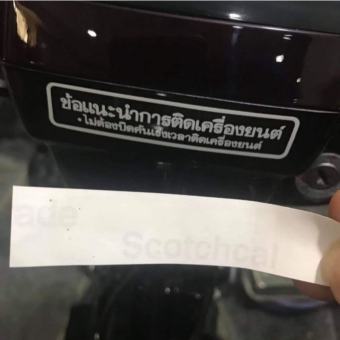 ข้อแนะนำการติดเครื่องยนต์
• ไม่ต้องบิดคันเร่งเวลาติดเครื่องยนต์
ade
Scotchcal